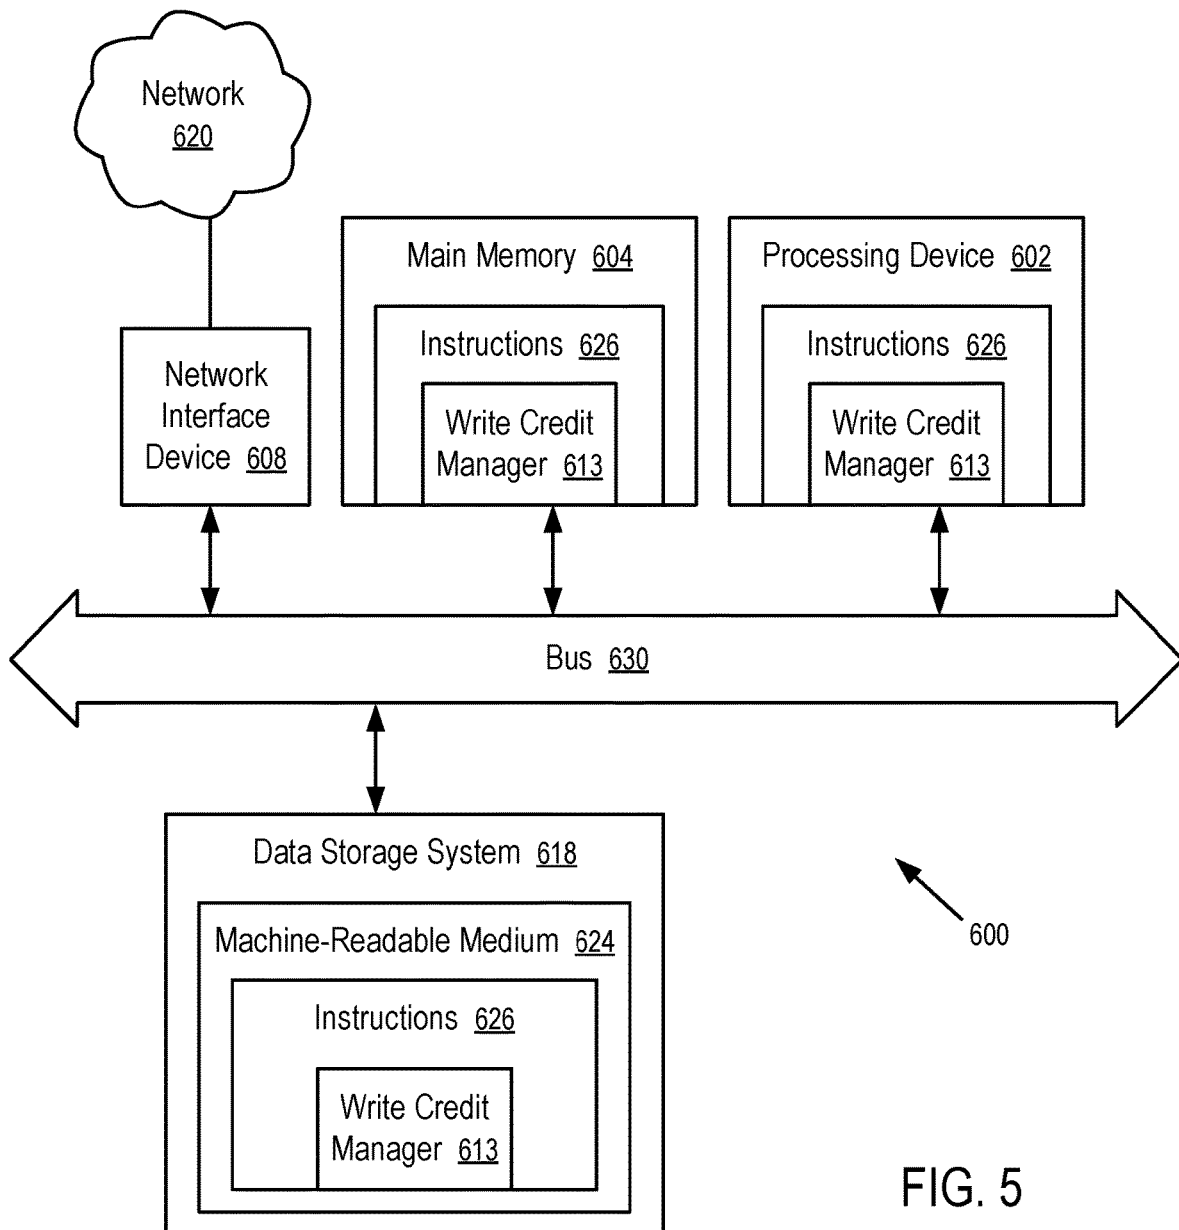 Network
620
Main Memory 604
Processing Device 602
Instructions 626
Instructions 626
Network
Interface
Device 608
Write Credit
Manager 613
Write Credit
Manager 613
Bus 630
Data Storage System 618
Machine-Readable Medium 624
600
Instructions 626
Write Credit
Manager 613
FIG. 5